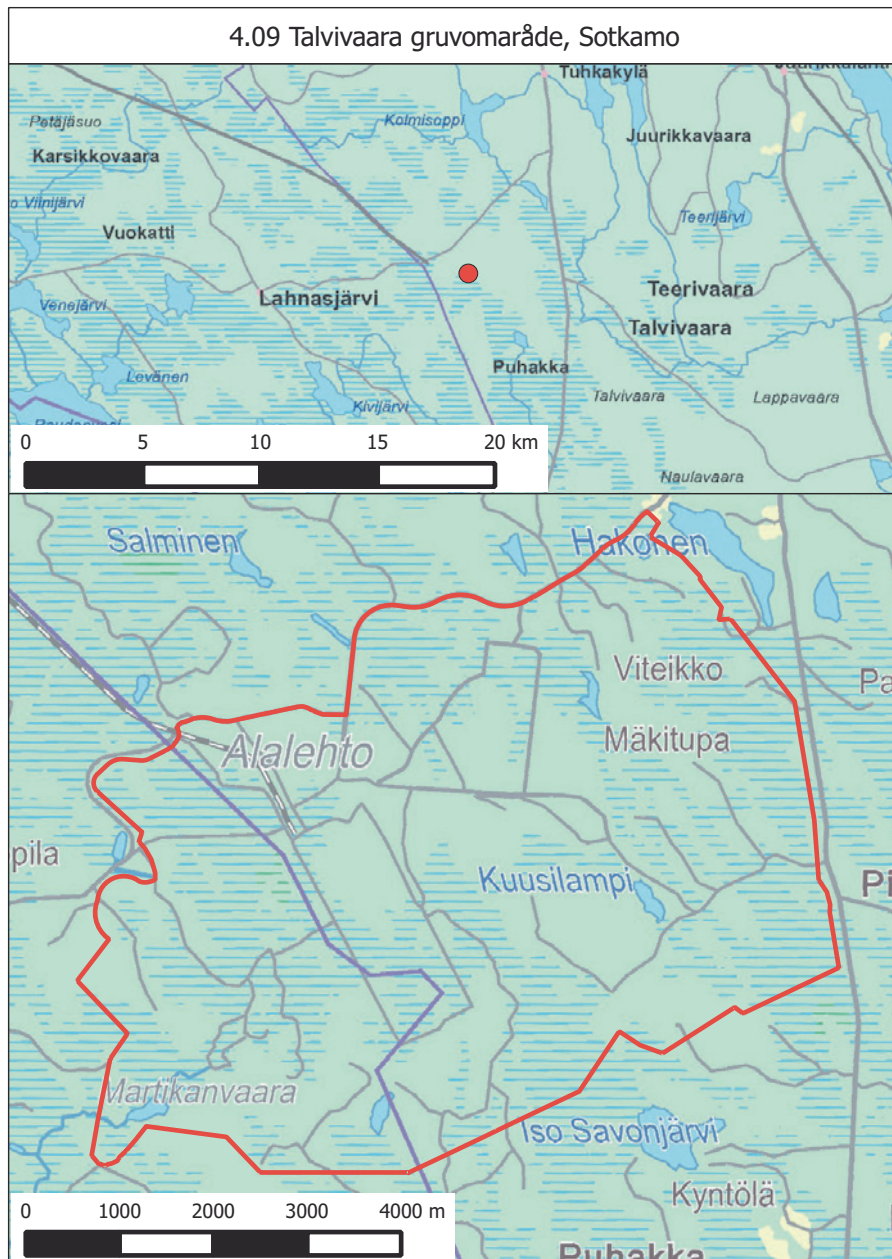 4.09 Talvivaara gruvomaråde, Sotkamo
Tuhkakylä
Petäjäsuo
Kolmisoppi
Juurikkavaara
Karsikkovaara
o Viinijärvi
Teerijärvi
Vuokatti
Lahnasjärvi
Teerivaara
Venejärvi
Talvivaara
Puhakka
Levänen
Kivijärvi
Talvivaara
Lappavaara
0 5 10 15 20 km
Naulavaara
Salminen
Hakonen
Viteikko
Pa
Mäkitupa
Alalehto
pila
Kuusilampi
Pi
Martikanvaara
Iso Savonjärvi
Kyntölä
0 1000 2000 3000 4000 m
Puhakka